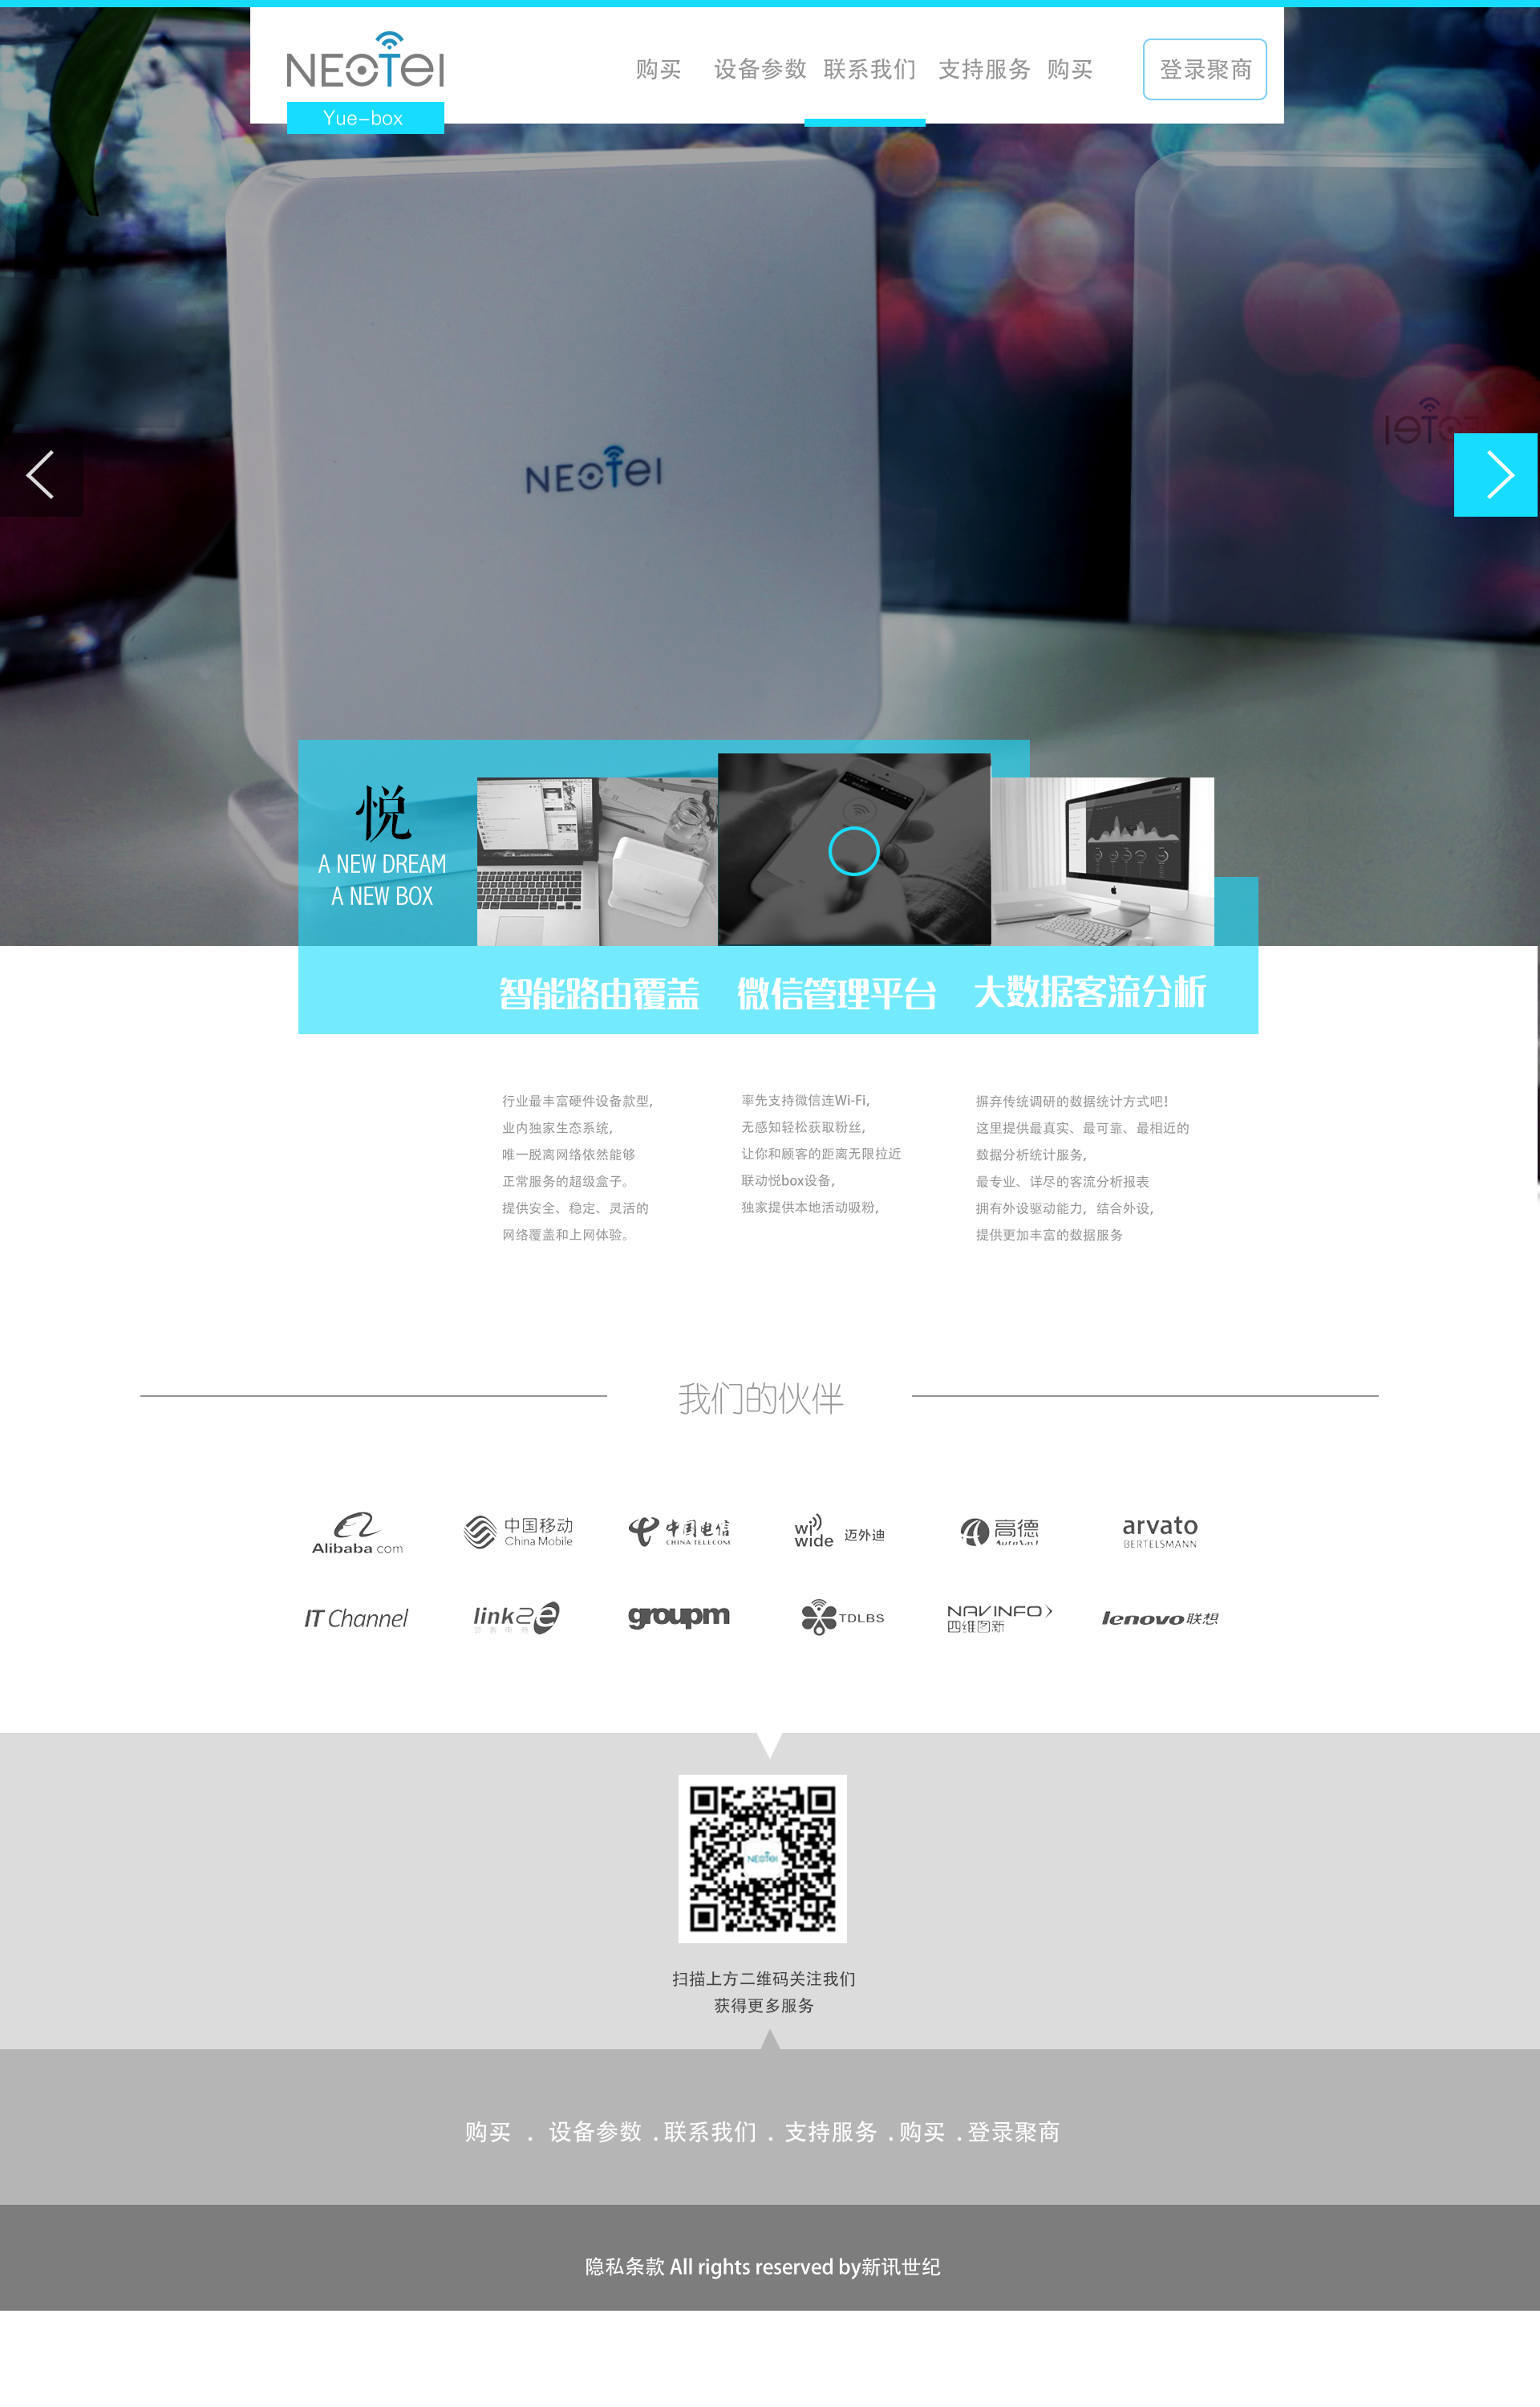 NEOTEI
Yue-box
购买 设备参数 联系我们 支持服务 购买 登录聚商
NEOTEI
悦
A NEW DREAM
A NEW BOX
智能路由覆盖 微信管理平台 大数据客流分析
行业最丰富硬件设备款型,
业内独家生态系统,
唯一脱离网络依然能够
正常服务的超级盒子。
提供安全、稳定、灵活的
网络覆盖和上网体验。
率先支持微信连Wi-Fi,
无感知轻松获取粉丝,
让你和顾客的距离无限拉近
联动悦box设备,
独家提供本地活动吸粉,
摒弃传统调研的数据统计方式吧!
这里提供最真实、最可靠、最相近的
数据分析统计服务,
最专业、详尽的客流分析报表
拥有外设驱动能力, 结合外设,
提供更加丰富的数据服务
我们的伙伴
Alibaba.com
中国移动
China Mobile
中国电信
CHINA TELECOM
wi
wide 迈外迪
高德
AutoNavi
arvato
BERTELSMANN
IT Channel
link2e
groupm
TDLBS
NAVINFO
四维图新
lenovo 联想
NEOTEI
扫描上方二维码关注我们
获得更多服务
购买 . 设备参数 . 联系我们 . 支持服务 . 购买 . 登录聚商
隐私条款 All rights reserved by新讯世纪